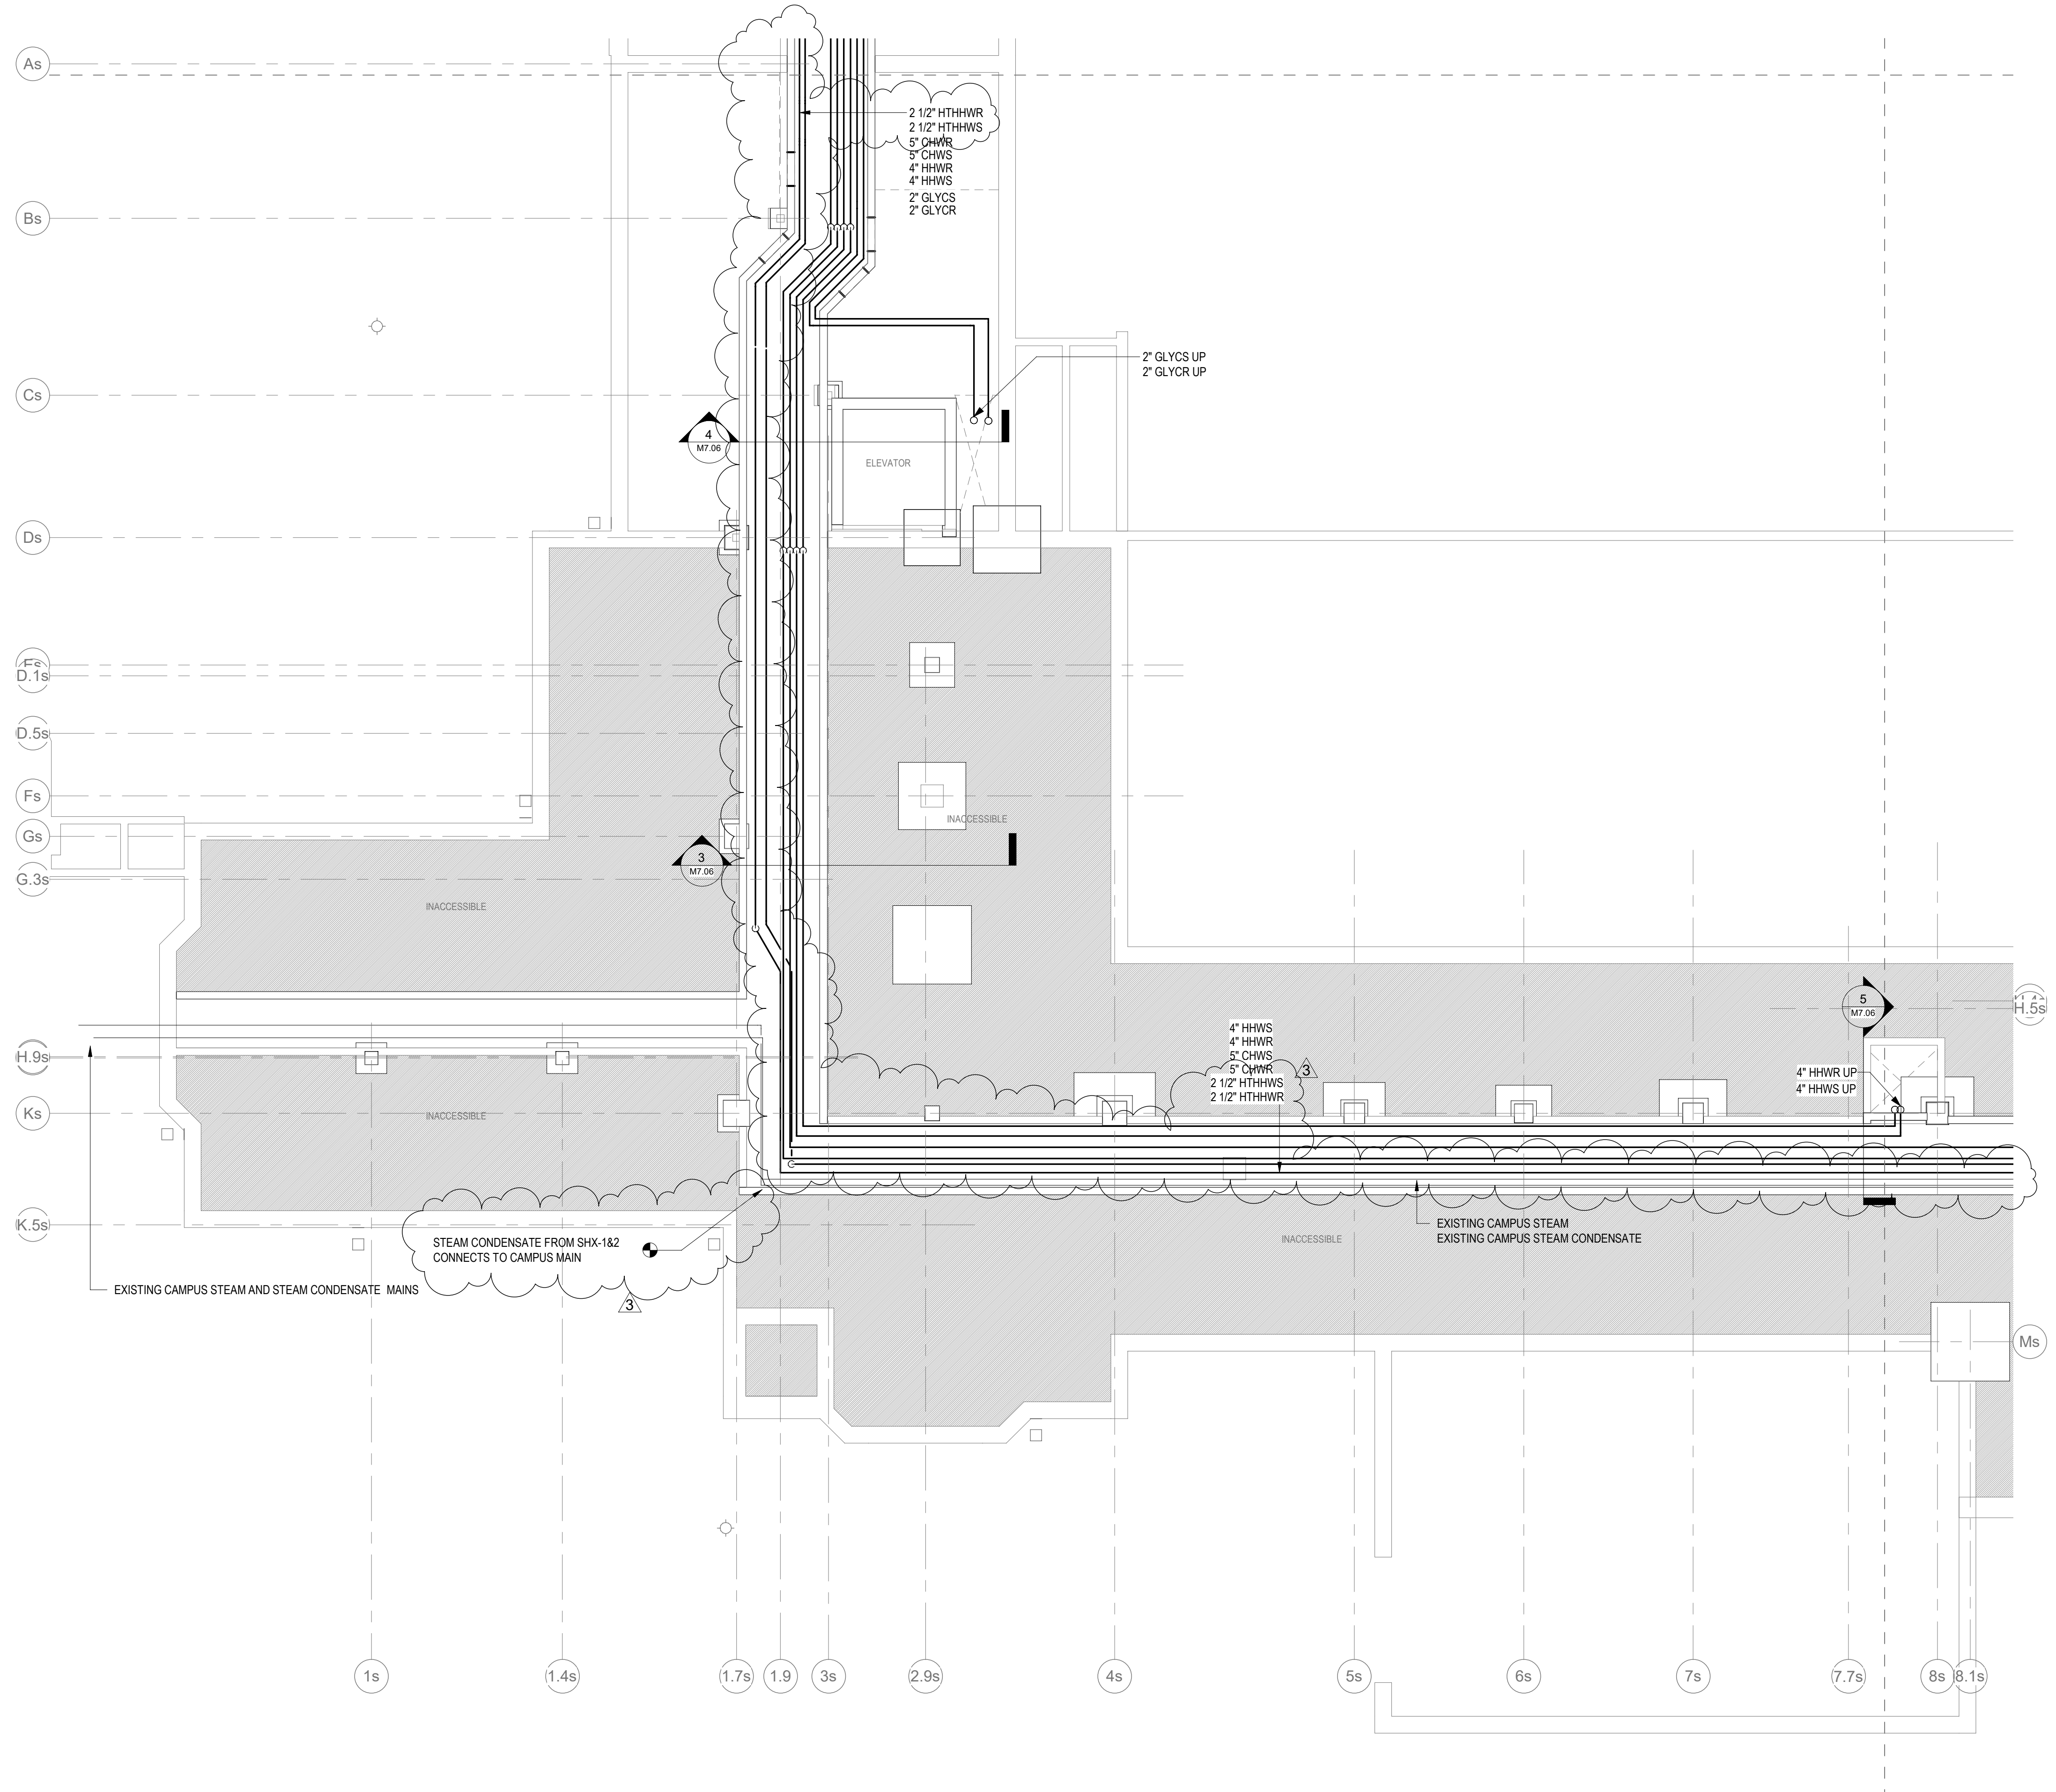 As
2 1/2" HTHHWR
2 1/2" HTHHWS
5" CHWR
5" CHWS
4" HHWR
4" HHWS
2" GLYCS
2" GLYCR
Bs
2" GLYCS UP
2" GLYCR UP
Cs
4
M7.06
ELEVATOR
Ds
Es
D.1s
D.5s
Fs
INACCESSIBLE
Gs
3
M7.06
G.3s
INACCESSIBLE
5
M7.06
H.5s
4" HHWS
4" HHWR
5" CHWS
5" CHWR
2 1/2" HTHHWS
2 1/2" HTHHWR
3
H.9s
4" HHWR UP
4" HHWS UP
Ks
INACCESSIBLE
K.5s
EXISTING CAMPUS STEAM
EXISTING CAMPUS STEAM CONDENSATE
INACCESSIBLE
STEAM CONDENSATE FROM SHX-1&2
CONNECTS TO CAMPUS MAIN
EXISTING CAMPUS STEAM AND STEAM CONDENSATE MAINS
3
Ms
1s
1.4s
1.7s
1.9
3s
2.9s
4s
5s
6s
7s
7.7s
8s
8.1s